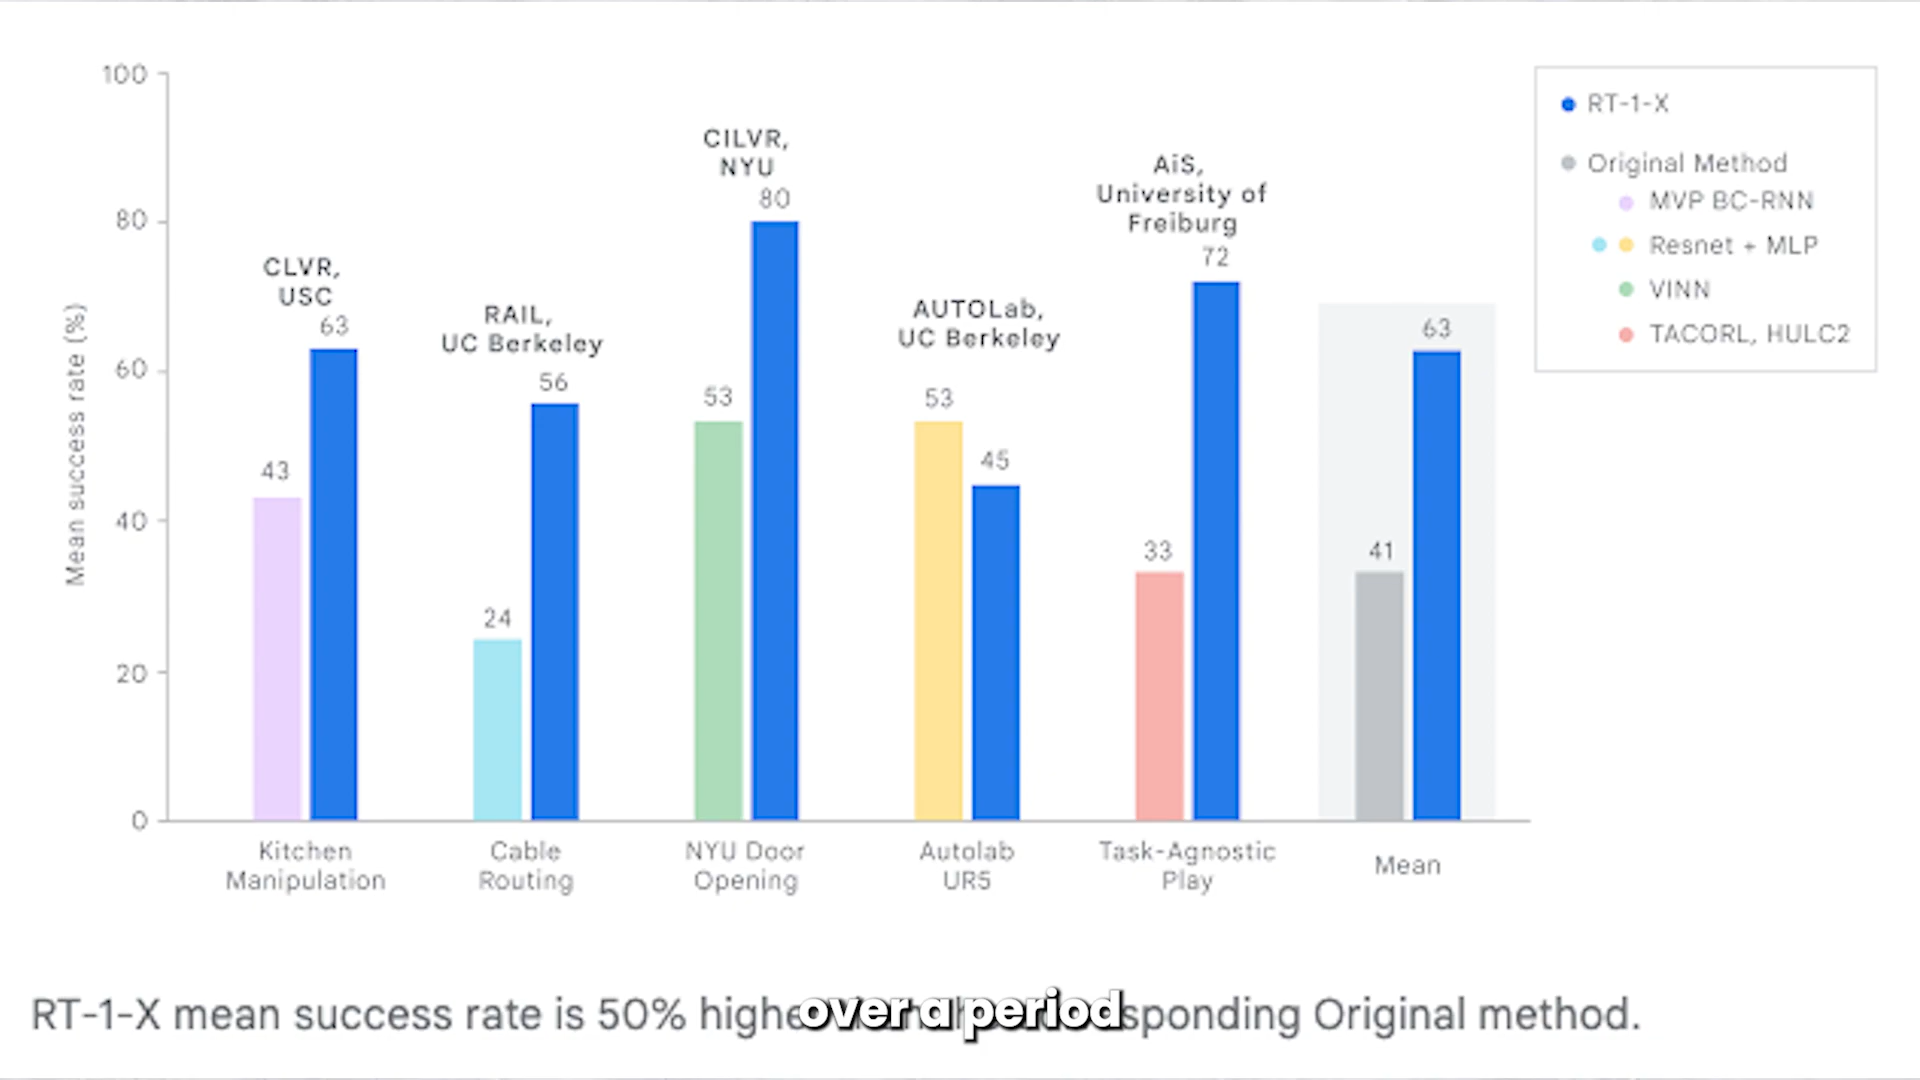 100
80
60
40
20
0
Mean success rate (%)
CLVR,
USC
63
43
RAIL,
UC Berkeley
56
24
CILVR,
NYU
80
53
AUTOLab,
UC Berkeley
53
45
AiS,
University of
Freiburg
72
33
63
41
Kitchen
Manipulation
Cable
Routing
NYU Door
Opening
Autolab
UR5
Task-Agnostic
Play
Mean
RT-1-X
Original Method
MVP BC-RNN
Resnet + MLP
VINN
TACORL, HULC2
RT-1-X mean success rate is 50% Original method.
over a period